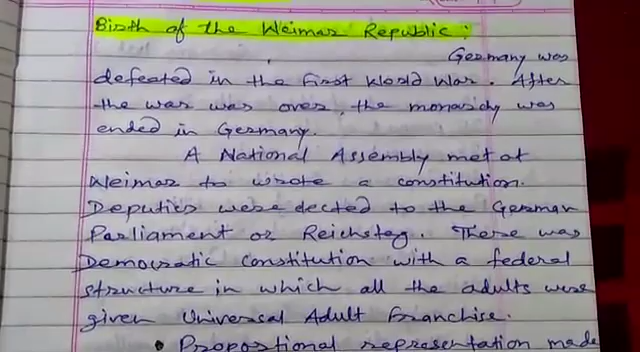 Birth of the Weimar Republic:
Germany was
defeated in the First World War. After
the war was over, the monarchy was
ended in Germany.
A National Assembly met at
Weimar to wrote a constitution.
Deputies were elected to the German
Parliament or Reichstag. There was
Democratic constitution with a federal
structure in which all the adults were
given Universal Adult Franchise.
• Proportional representation made